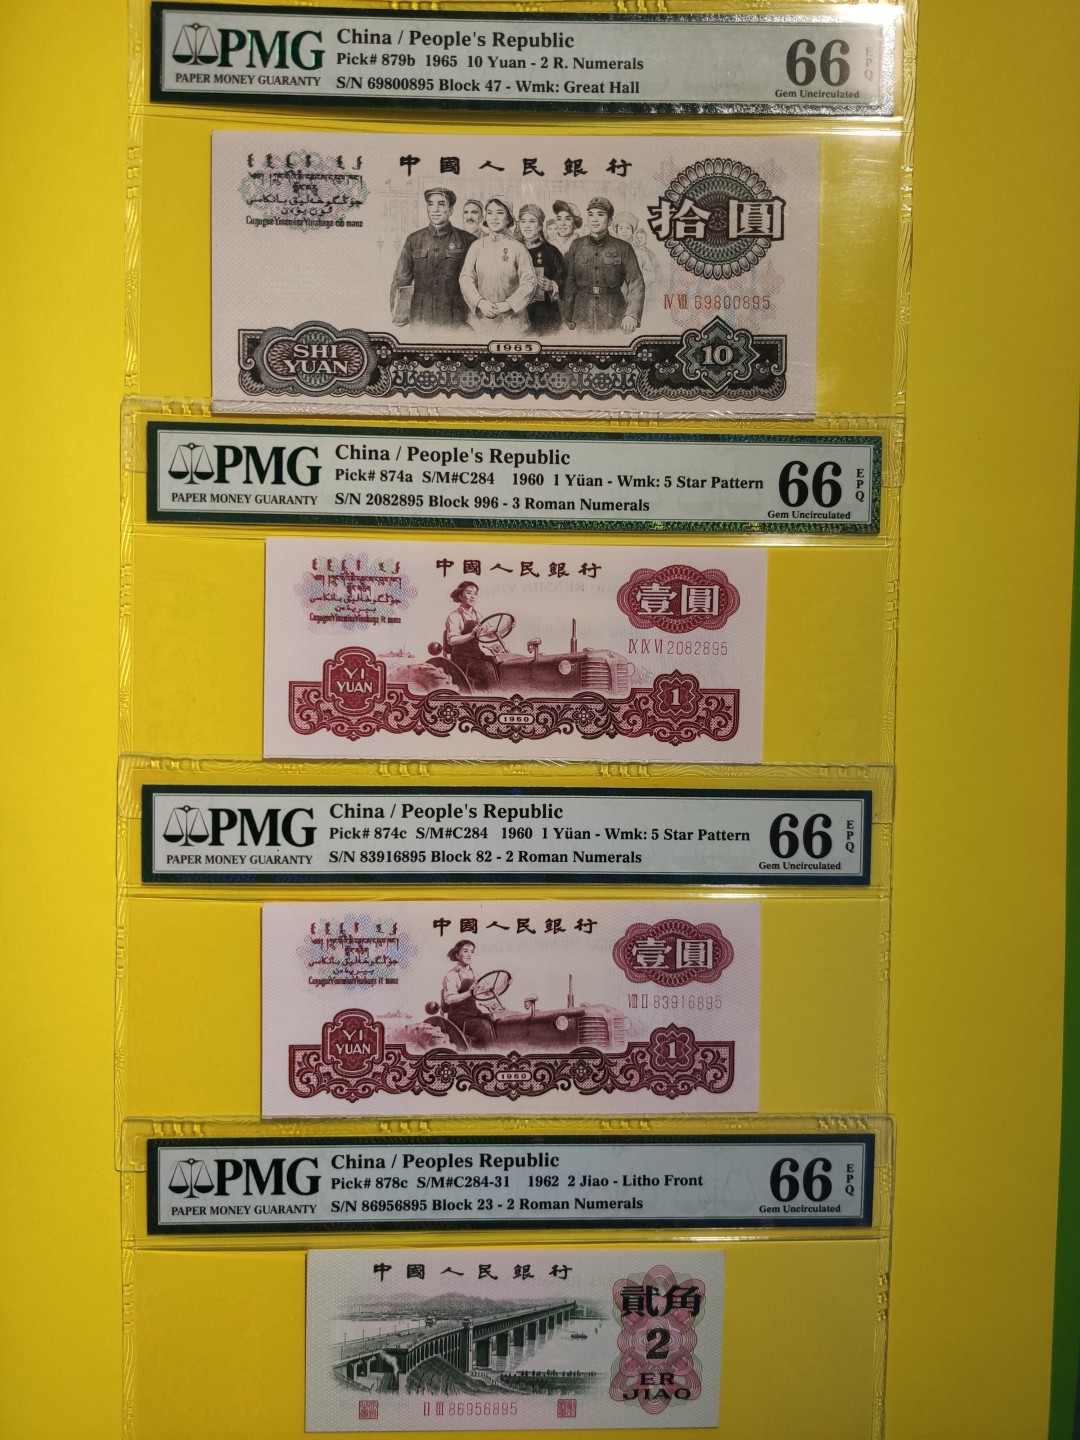 PMG
PAPER MONEY GUARANTY
China / People's Republic
Pick# 879b 1965 10 Yuan - 2 R. Numerals
S/N 69800895 Block 47 - Wmk: Great Hall
66
EPQ
Gem Uncirculated
中國人民銀行
拾圓
IV VII 69800895
SHI
YUAN
1965
10
PMG
PAPER MONEY GUARANTY
China / People's Republic
Pick# 874a S/M#C284 1960 1 Yüan - Wmk: 5 Star Pattern
S/N 2082895 Block 996 - 3 Roman Numerals
66
EPQ
Gem Uncirculated
中國人民銀行
壹圓
IX IX VI 2082895
YI
YUAN
1960
1
PMG
PAPER MONEY GUARANTY
China / People's Republic
Pick# 874c S/M#C284 1960 1 Yüan - Wmk: 5 Star Pattern
S/N 83916895 Block 82 - 2 Roman Numerals
66
EPQ
Gem Uncirculated
中國人民銀行
壹圓
VIII II 83916895
YI
YUAN
1960
1
PMG
PAPER MONEY GUARANTY
China / Peoples Republic
Pick# 878c S/M#C284-31 1962 2 Jiao - Litho Front
S/N 86956895 Block 23 - 2 Roman Numerals
66
EPQ
Gem Uncirculated
中國人民銀行
貳角
2
ER
JIAO
II III 86956895